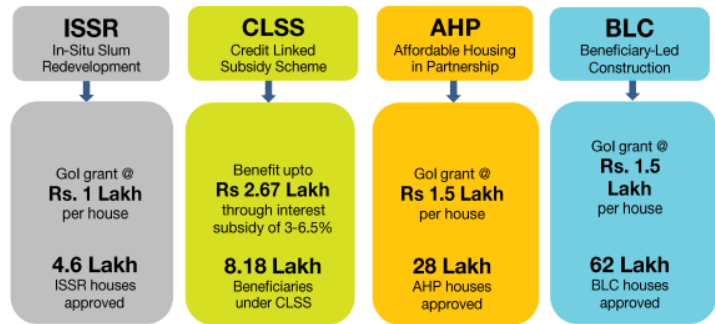 ISSR
In-Situ Slum
Redevelopment
GoI grant @
Rs. 1 Lakh
per house
4.6 Lakh
ISSR houses
approved
CLSS
Credit Linked
Subsidy Scheme
Benefit upto
Rs 2.67 Lakh
through interest
subsidy of 3-6.5%
8.18 Lakh
Beneficiaries
under CLSS
AHP
Affordable Housing
in Partnership
GoI grant @
Rs 1.5 Lakh
per house
28 Lakh
AHP houses
approved
BLC
Beneficiary-Led
Construction
GoI grant @
Rs. 1.5
Lakh
per house
62 Lakh
BLC houses
approved